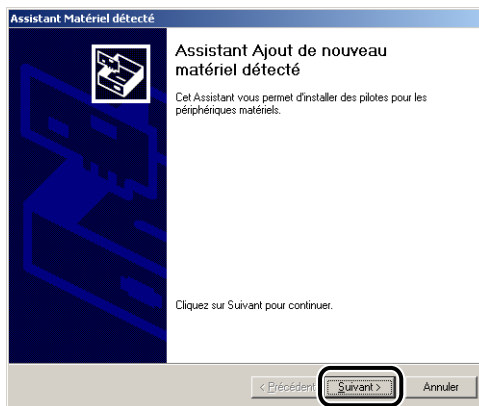 Assistant Matériel détecté
Assistant Ajout de nouveau
matériel détecté
Cet Assistant vous permet d'installer des pilotes pour les
périphériques matériels.
Cliquez sur Suivant pour continuer.
< Précédent Suivant > Annuler